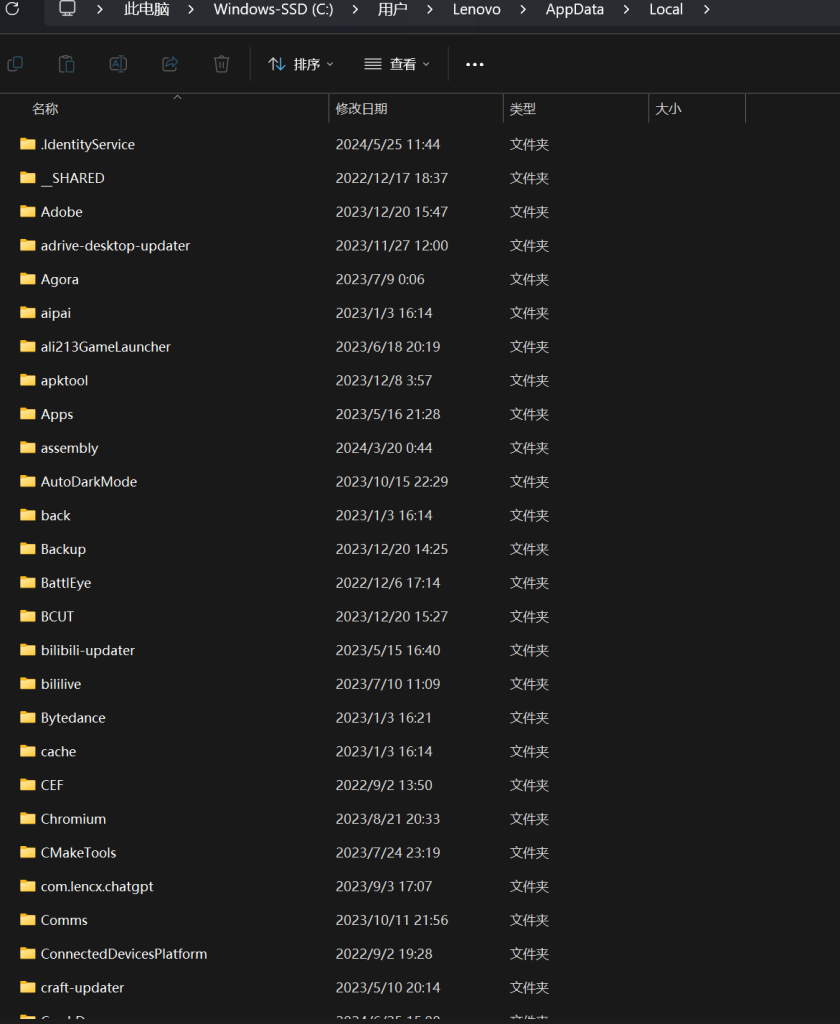 此电脑 Windows-SSD (C:) 用户 Lenovo AppData Local
排序 查看
名称 修改日期 类型 大小
.IdentityService 2024/5/25 11:44 文件夹
__SHARED 2022/12/17 18:37 文件夹
Adobe 2023/12/20 15:47 文件夹
adrive-desktop-updater 2023/11/27 12:00 文件夹
Agora 2023/7/9 0:06 文件夹
aipai 2023/1/3 16:14 文件夹
ali213GameLauncher 2023/6/18 20:19 文件夹
apktool 2023/12/8 3:57 文件夹
Apps 2023/5/16 21:28 文件夹
assembly 2024/3/20 0:44 文件夹
AutoDarkMode 2023/10/15 22:29 文件夹
back 2023/1/3 16:14 文件夹
Backup 2023/12/20 14:25 文件夹
BattlEye 2022/12/6 17:14 文件夹
BCUT 2023/12/20 15:27 文件夹
bilibili-updater 2023/5/15 16:40 文件夹
bililive 2023/7/10 11:09 文件夹
Bytedance 2023/1/3 16:21 文件夹
cache 2023/1/3 16:14 文件夹
CEF 2022/9/2 13:50 文件夹
Chromium 2023/8/21 20:33 文件夹
CMakeTools 2023/7/24 23:19 文件夹
com.lencx.chatgpt 2023/9/3 17:07 文件夹
Comms 2023/10/11 21:56 文件夹
ConnectedDevicesPlatform 2022/9/2 19:28 文件夹
craft-updater 2023/5/10 20:14 文件夹